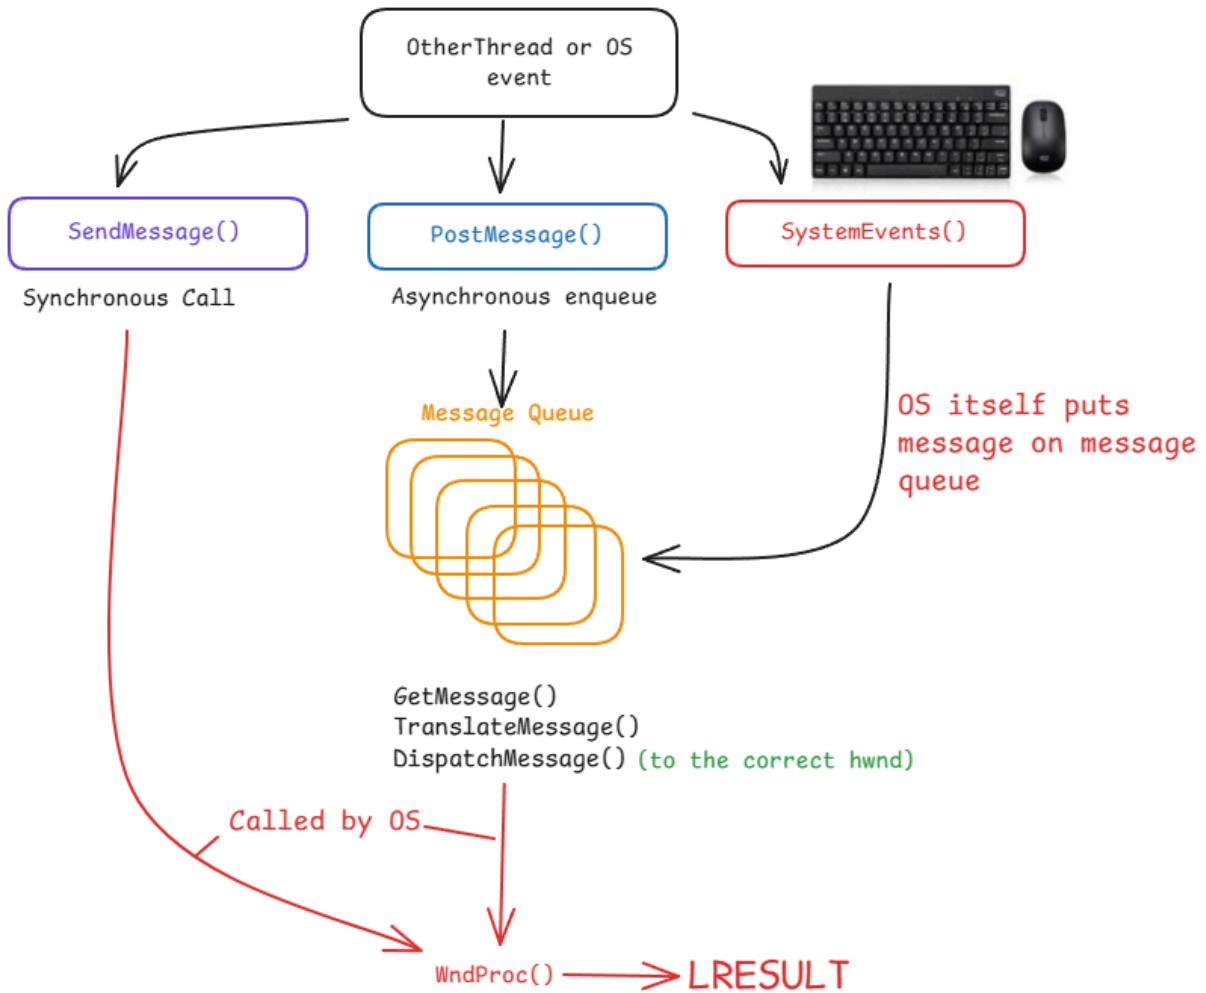 OtherThread or OS
event
SendMessage()
PostMessage()
SystemEvents()
Synchronous Call
Asynchronous enqueue
Message Queue
OS itself puts
message on message
queue
GetMessage()
TranslateMessage()
DispatchMessage() (to the correct hwnd)
Called by OS
WndProc()
LRESULT